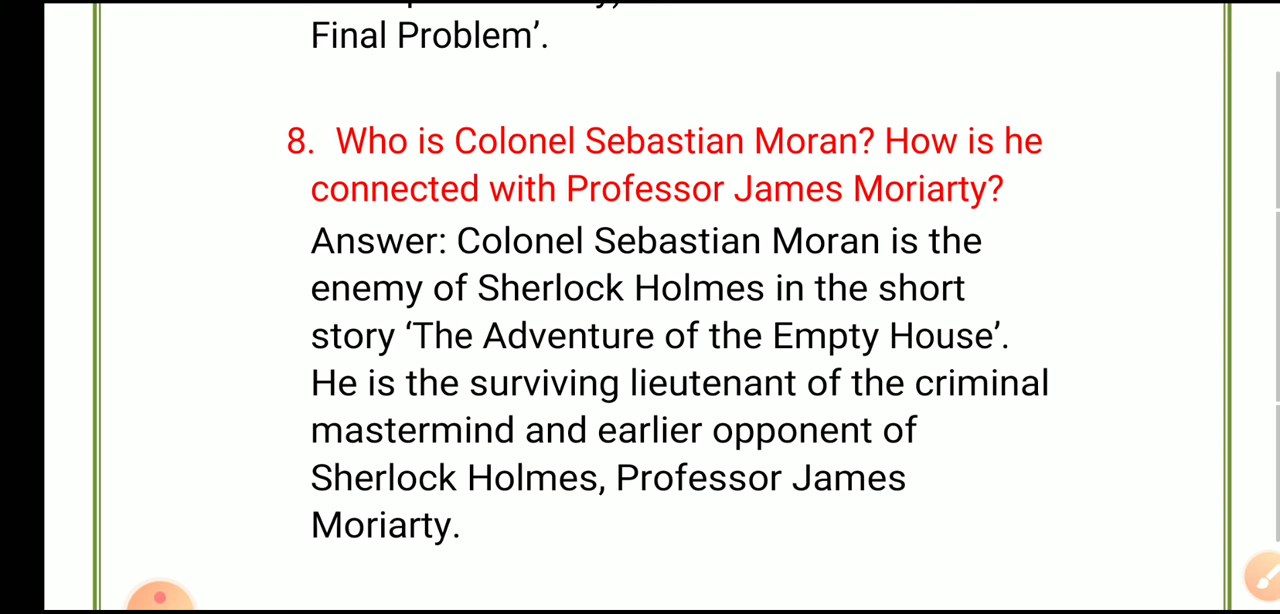 Final Problem’.
8. Who is Colonel Sebastian Moran? How is he
connected with Professor James Moriarty?
Answer: Colonel Sebastian Moran is the
enemy of Sherlock Holmes in the short
story ‘The Adventure of the Empty House’.
He is the surviving lieutenant of the criminal
mastermind and earlier opponent of
Sherlock Holmes, Professor James
Moriarty.